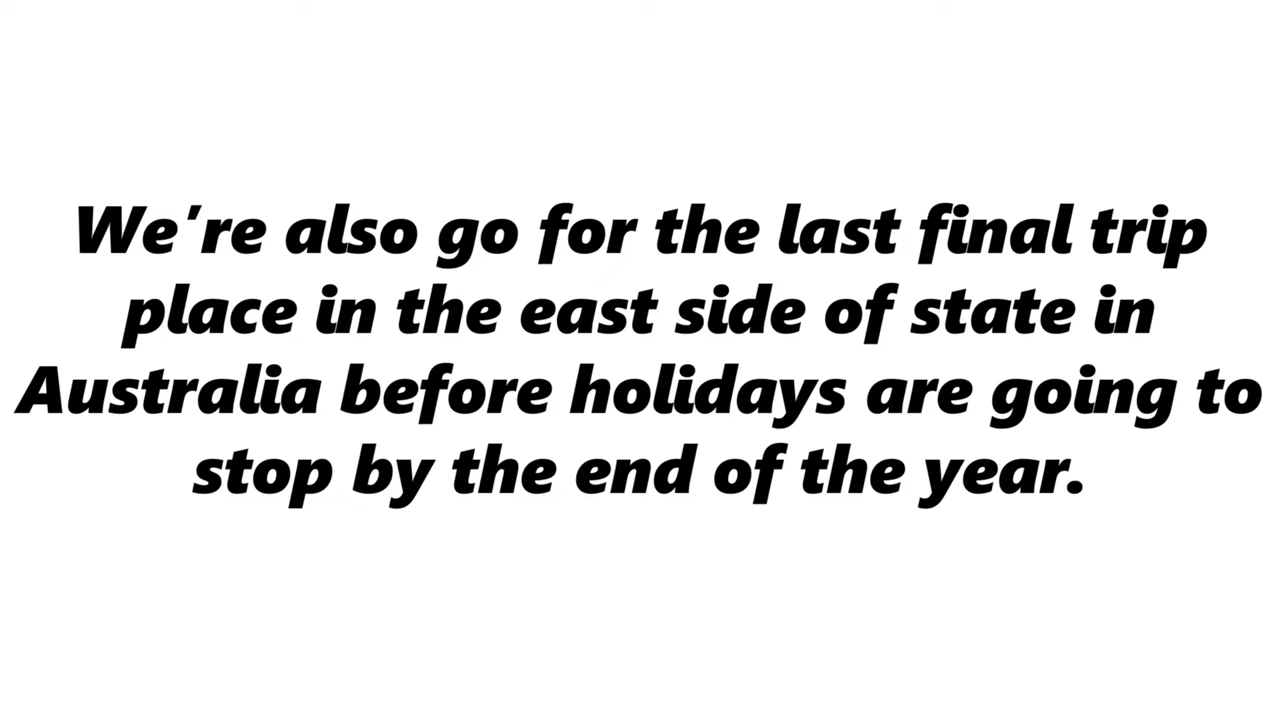 We're also go for the last final trip
place in the east side of state in
Australia before holidays are going to
stop by the end of the year.